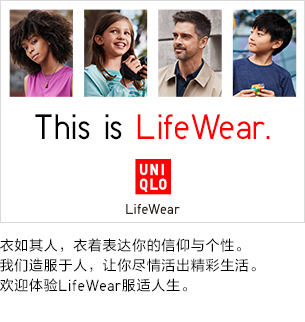 This is LifeWear.
UNI
QLO
LifeWear
衣如其人，衣着表达你的信仰与个性。
我们造服于人，让你尽情活出精彩生活。
欢迎体验LifeWear服适人生。